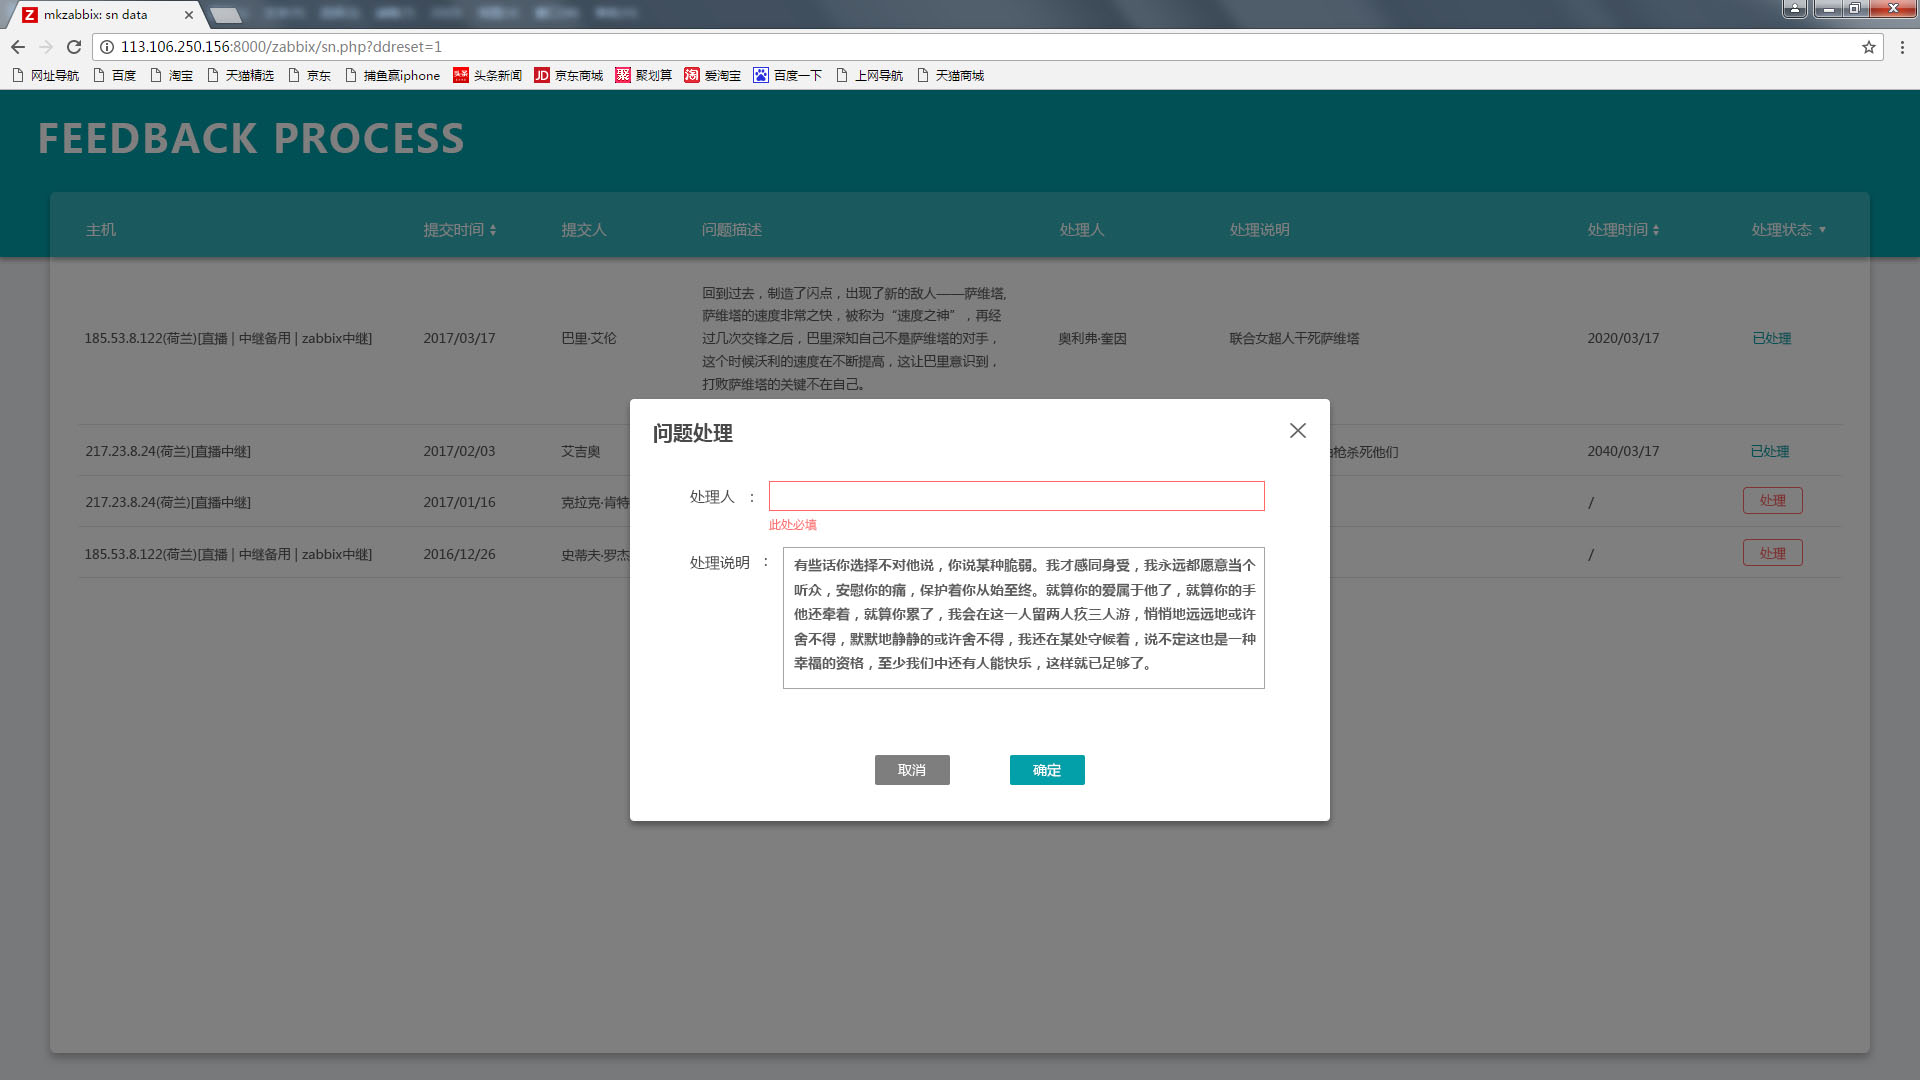 mkzabbix: sn data
113.106.250.156:8000/zabbix/sn.php?ddreset=1
网址导航 百度 淘宝 天猫精选 京东 捕鱼赢iphone 头条 头条新闻 JD 京东商城 聚 聚划算 淘 爱淘宝 百度一下 上网导航 天猫商城
FEEDBACK PROCESS
主机 提交时间 提交人 问题描述 处理人 处理说明 处理时间 处理状态
回到过去，制造了闪点，出现了新的敌人——萨维塔,
萨维塔的速度非常之快，被称为“速度之神”，再经
185.53.8.122(荷兰)[直播 | 中继备用 | zabbix中继] 2017/03/17 巴里·艾伦 过几次交锋之后，巴里深知自己不是萨维塔的对手， 奥利弗·奎因 联合女超人干死萨维塔 2020/03/17 已处理
这个时候沃利的速度在不断提高，这让巴里意识到，
打败萨维塔的关键不在自己。
217.23.8.24(荷兰)[直播中继] 2017/02/03 艾吉奥 枪杀死他们 2040/03/17 已处理
217.23.8.24(荷兰)[直播中继] 2017/01/16 克拉克·肯特 / 处理
185.53.8.122(荷兰)[直播 | 中继备用 | zabbix中继] 2016/12/26 史蒂夫·罗杰 / 处理
问题处理
处理人 ：
此处必填
处理说明 ：
有些话你选择不对他说，你说某种脆弱。我才感同身受，我永远都愿意当个
听众，安慰你的痛，保护着你从始至终。就算你的爱属于他了，就算你的手
他还牵着，就算你累了，我会在这一人留两人疚三人游，悄悄地远远地或许
舍不得，默默地静静的或许舍不得，我还在某处守候着，说不定这也是一种
幸福的资格，至少我们中还有人能快乐，这样就已足够了。
取消 确定